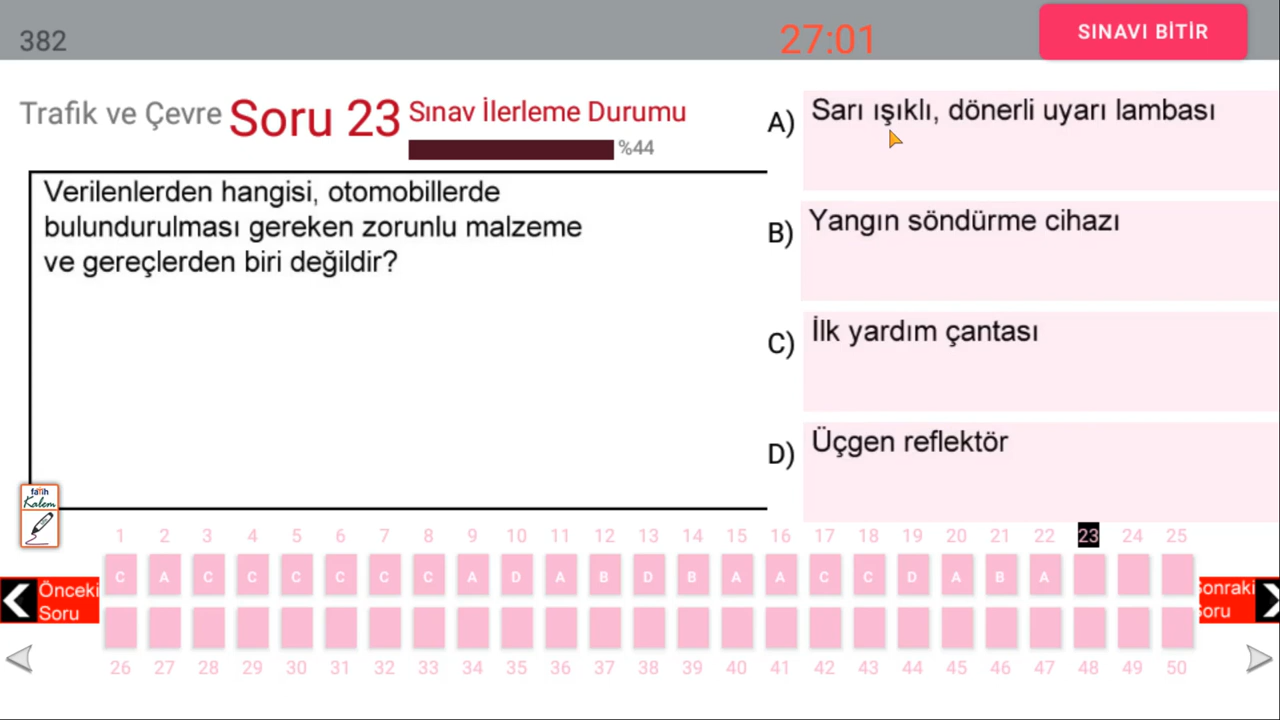 382
27:01
SINAVI BİTİR
Trafik ve Çevre
Soru 23
Sınav İlerleme Durumu
%44
Verilenlerden hangisi, otomobillerde
bulundurulması gereken zorunlu malzeme
ve gereçlerden biri değildir?
A) Sarı ışıklı, dönerli uyarı lambası
B) Yangın söndürme cihazı
C) İlk yardım çantası
D) Üçgen reflektör
fatih
Kalem
1 2 3 4 5 6 7 8 9 10 11 12 13 14 15 16 17 18 19 20 21 22 23 24 25
C A C C C C C C A D A B D B A A C C D A B A
Önceki
Soru
Sonraki
Soru
26 27 28 29 30 31 32 33 34 35 36 37 38 39 40 41 42 43 44 45 46 47 48 49 50